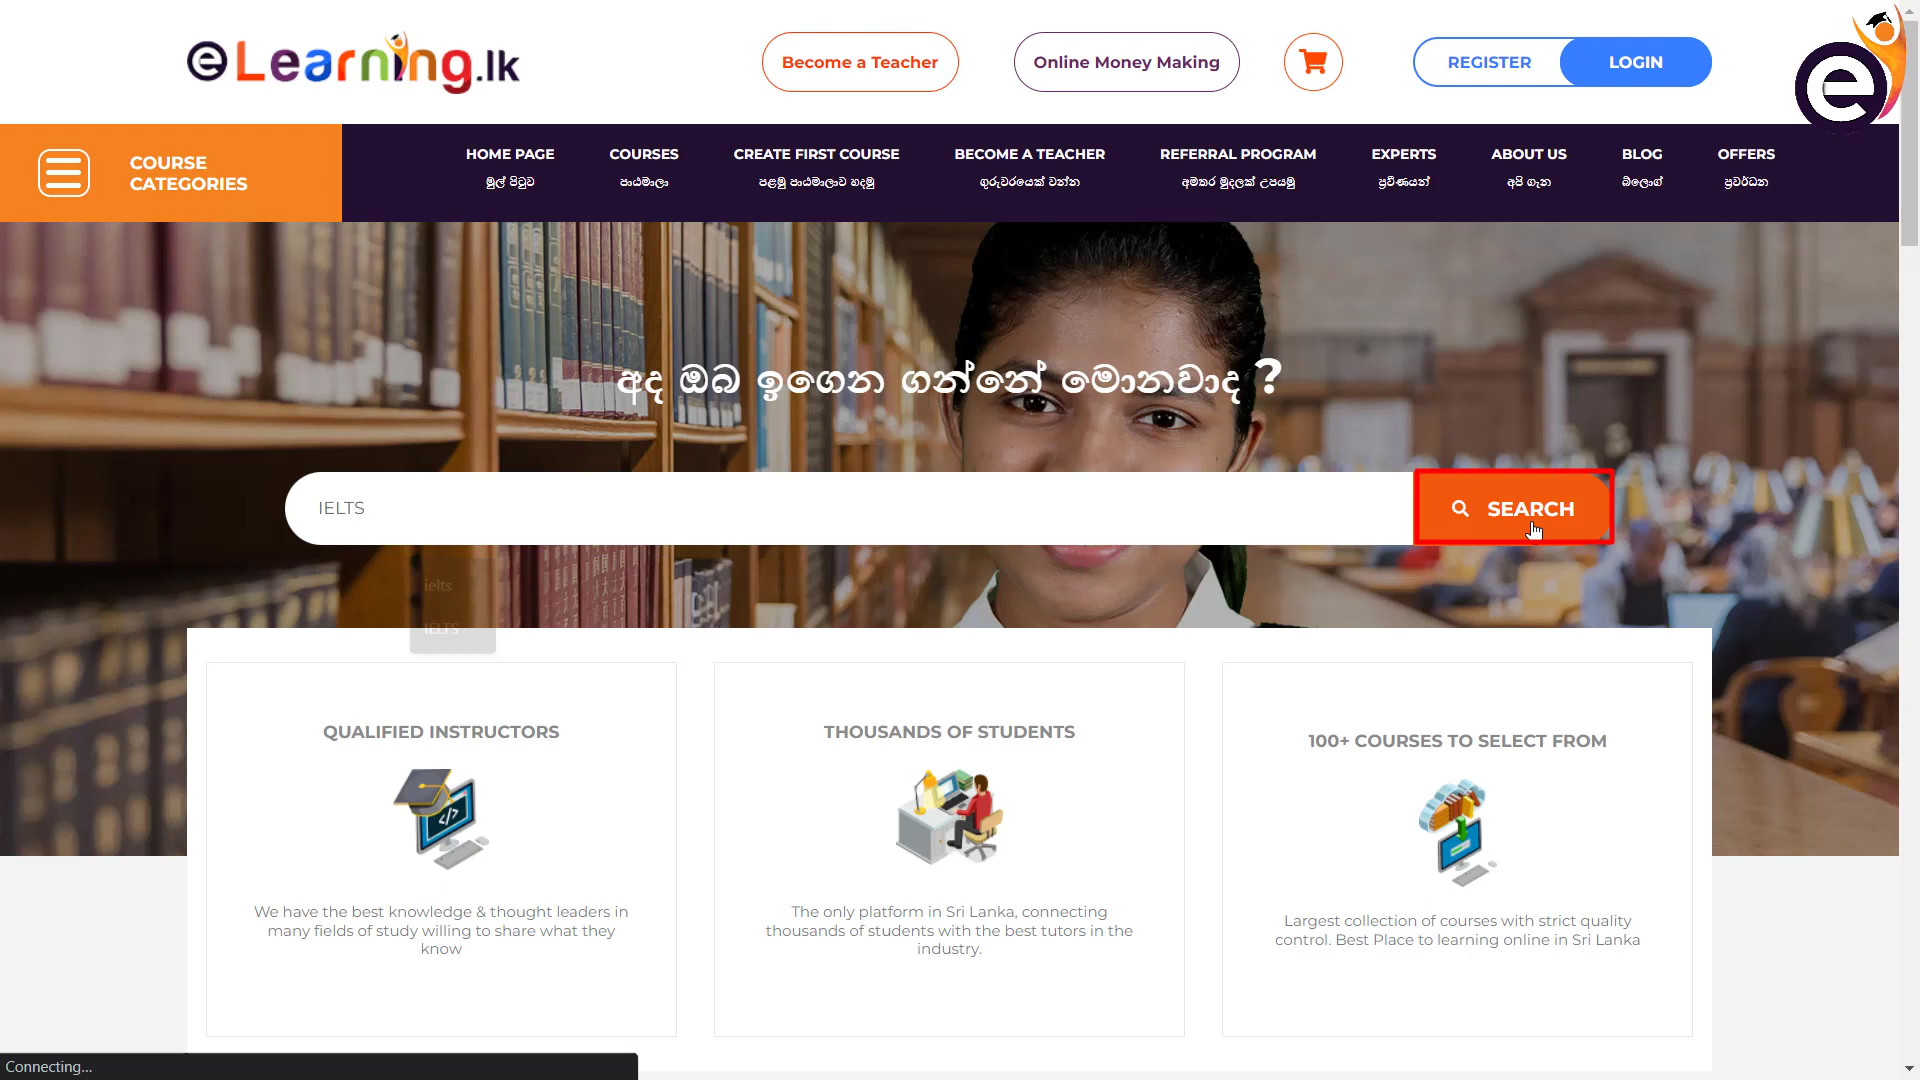 eLearning.lk
Become a Teacher
Online Money Making
REGISTER
LOGIN
e
COURSE
CATEGORIES
HOME PAGE
මුල් පිටුව
COURSES
පාඨමාලා
CREATE FIRST COURSE
පළමු පාඨමාලාව හදමු
BECOME A TEACHER
ගුරුවරයෙක් වන්න
REFERRAL PROGRAM
අමතර මුදලක් උපයමු
EXPERTS
ප්‍රවීණයන්
ABOUT US
අපි ගැන
BLOG
බ්ලොග්
OFFERS
ප්‍රවර්ධන
අද ඔබ ඉගෙන ගන්නේ මොනවාද ?
IELTS
SEARCH
ielts
IELTS
QUALIFIED INSTRUCTORS
We have the best knowledge & thought leaders in
many fields of study willing to share what they
know
THOUSANDS OF STUDENTS
The only platform in Sri Lanka, connecting
thousands of students with the best tutors in the
industry.
100+ COURSES TO SELECT FROM
Largest collection of courses with strict quality
control. Best Place to learning online in Sri Lanka
Connecting...